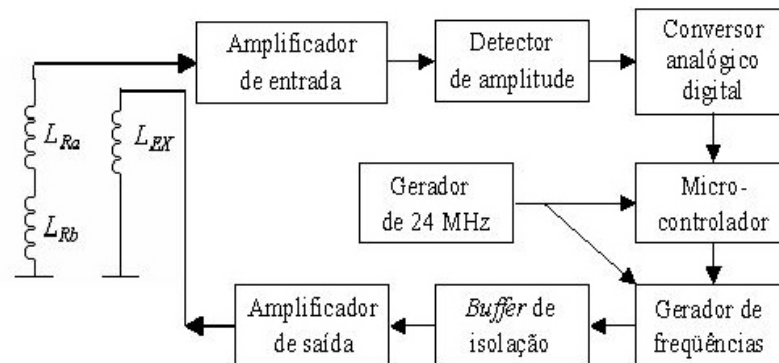 Amplificador
de entrada
Detector
de amplitude
Conversor
analógico
digital
L_Ra
L_EX
L_Rb
Gerador
de 24 MHz
Micro-
controlador
Amplificador
de saída
Buffer de
isolação
Gerador de
freqüências